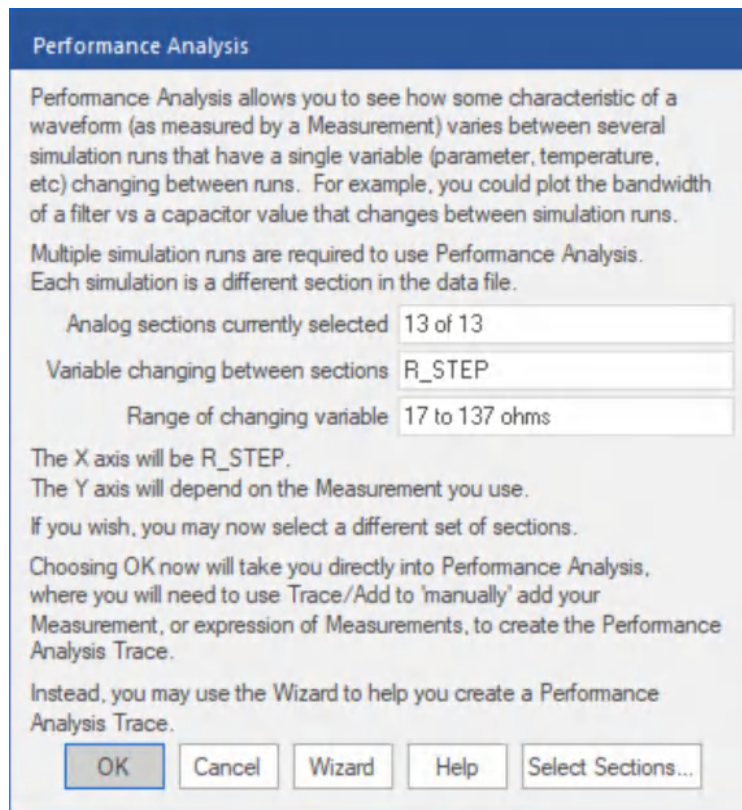 Performance Analysis
Performance Analysis allows you to see how some characteristic of a
waveform (as measured by a Measurement) varies between several
simulation runs that have a single variable (parameter, temperature,
etc) changing between runs. For example, you could plot the bandwidth
of a filter vs a capacitor value that changes between simulation runs.
Multiple simulation runs are required to use Performance Analysis.
Each simulation is a different section in the data file.
Analog sections currently selected 13 of 13
Variable changing between sections R_STEP
Range of changing variable 17 to 137 ohms
The X axis will be R_STEP.
The Y axis will depend on the Measurement you use.
If you wish, you may now select a different set of sections.
Choosing OK now will take you directly into Performance Analysis,
where you will need to use Trace/Add to 'manually' add your
Measurement, or expression of Measurements, to create the Performance
Analysis Trace.
Instead, you may use the Wizard to help you create a Performance
Analysis Trace.
OK Cancel Wizard Help Select Sections...